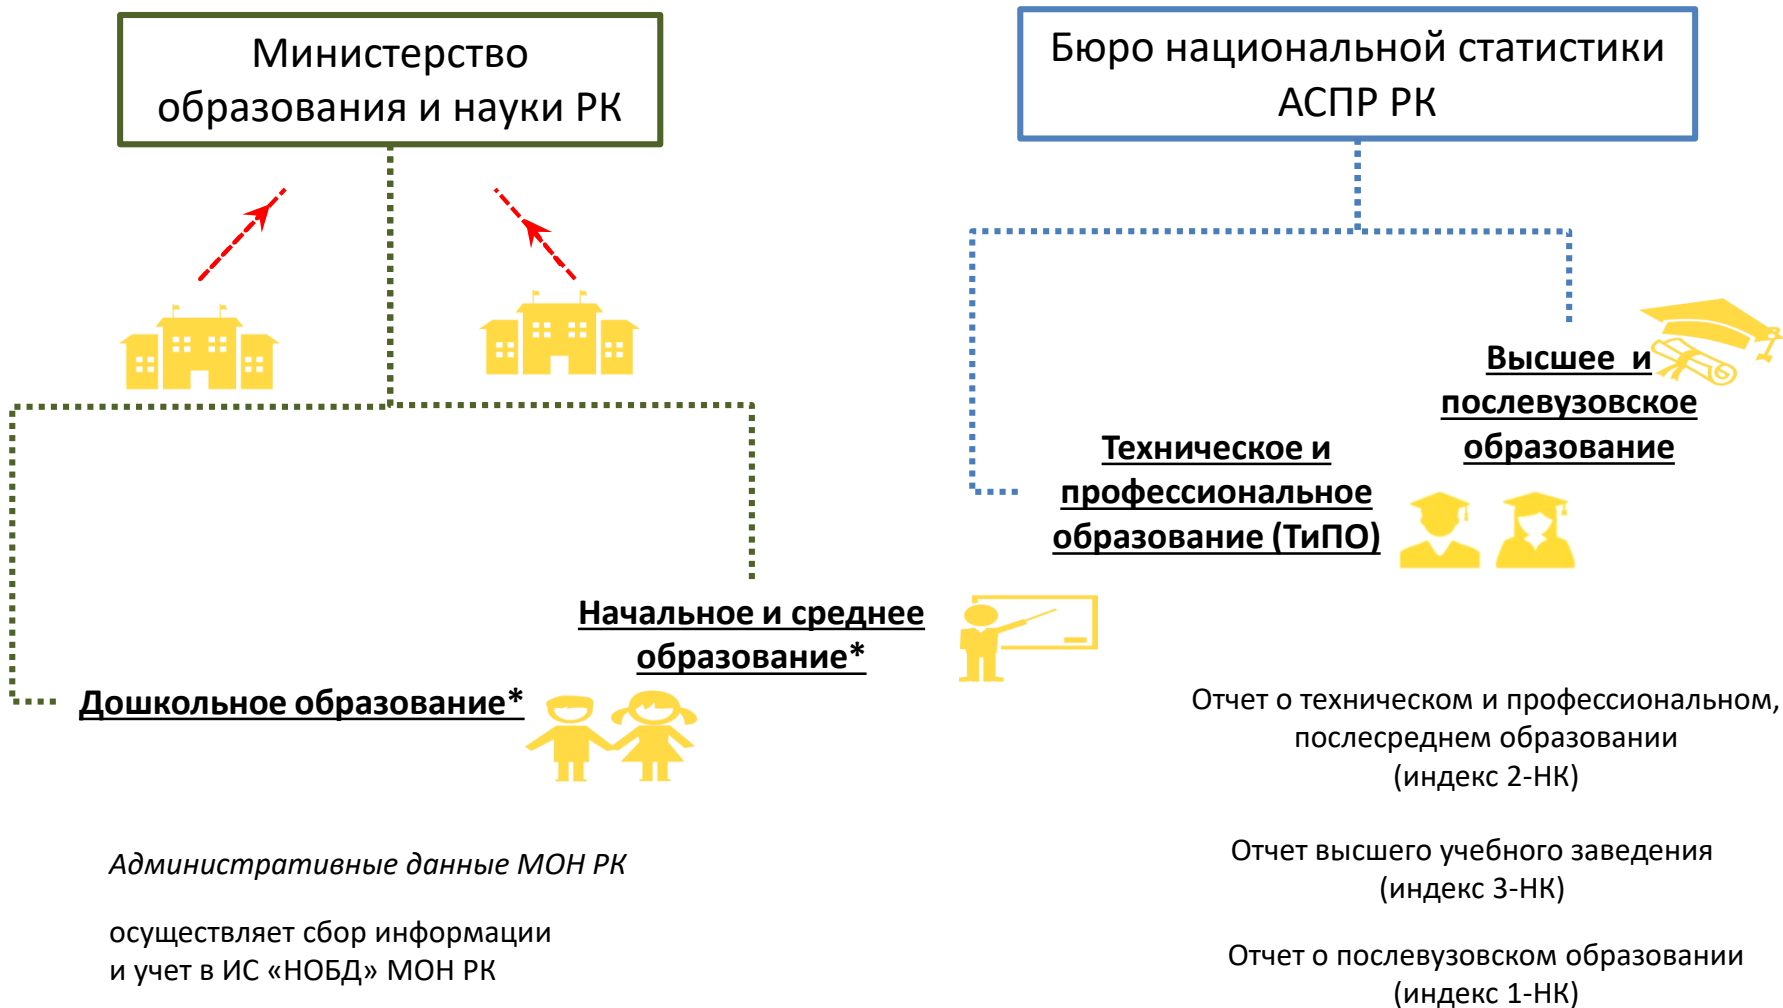 Министерство
образования и науки РК
Бюро национальной статистики
АСПР РК
Высшее и
послевузовское
образование
Техническое и
профессиональное
образование (ТиПО)
Начальное и среднее
образование*
Дошкольное образование*
Отчет о техническом и профессиональном,
послесреднем образовании
(индекс 2-НК)
Административные данные МОН РК
Отчет высшего учебного заведения
(индекс 3-НК)
осуществляет сбор информации
и учет в ИС «НОБД» МОН РК
Отчет о послевузовском образовании
(индекс 1-НК)